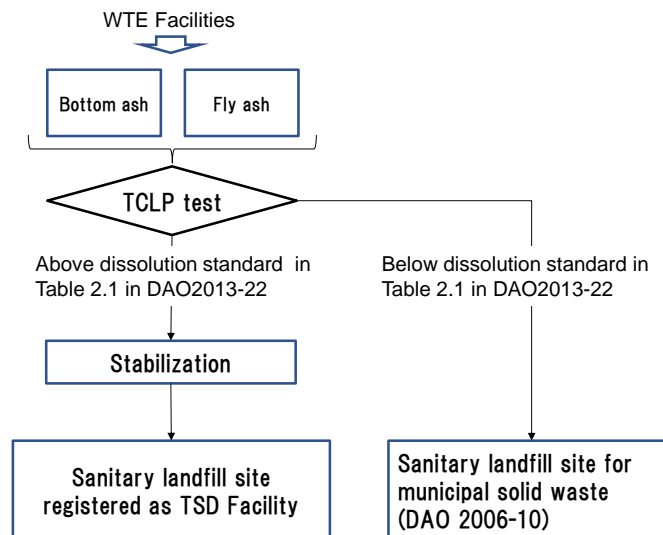 WTE Facilities
Bottom ash
Fly ash
TCLP test
Above dissolution standard in
Table 2.1 in DAO2013-22
Below dissolution standard in
Table 2.1 in DAO2013-22
Stabilization
Sanitary landfill site
registered as TSD Facility
Sanitary landfill site for
municipal solid waste
(DAO 2006-10)